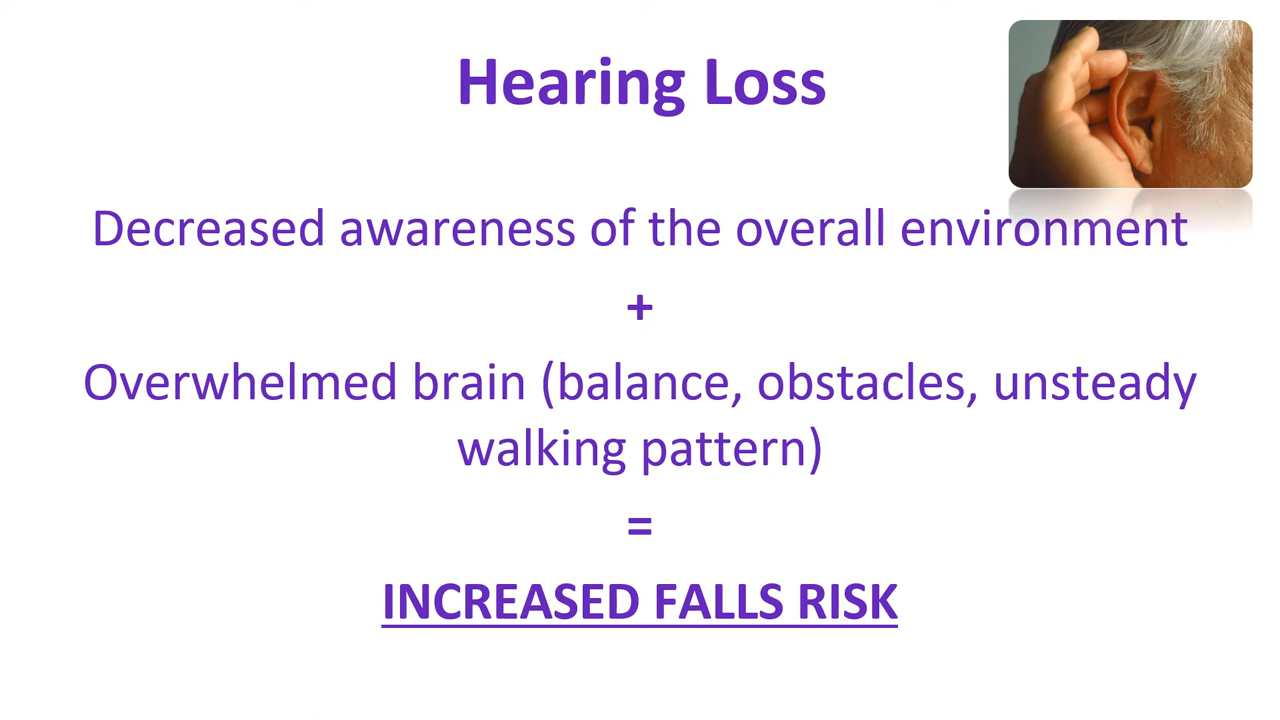 Hearing Loss
Decreased awareness of the overall environment
+
Overwhelmed brain (balance, obstacles, unsteady
walking pattern)
=
INCREASED FALLS RISK